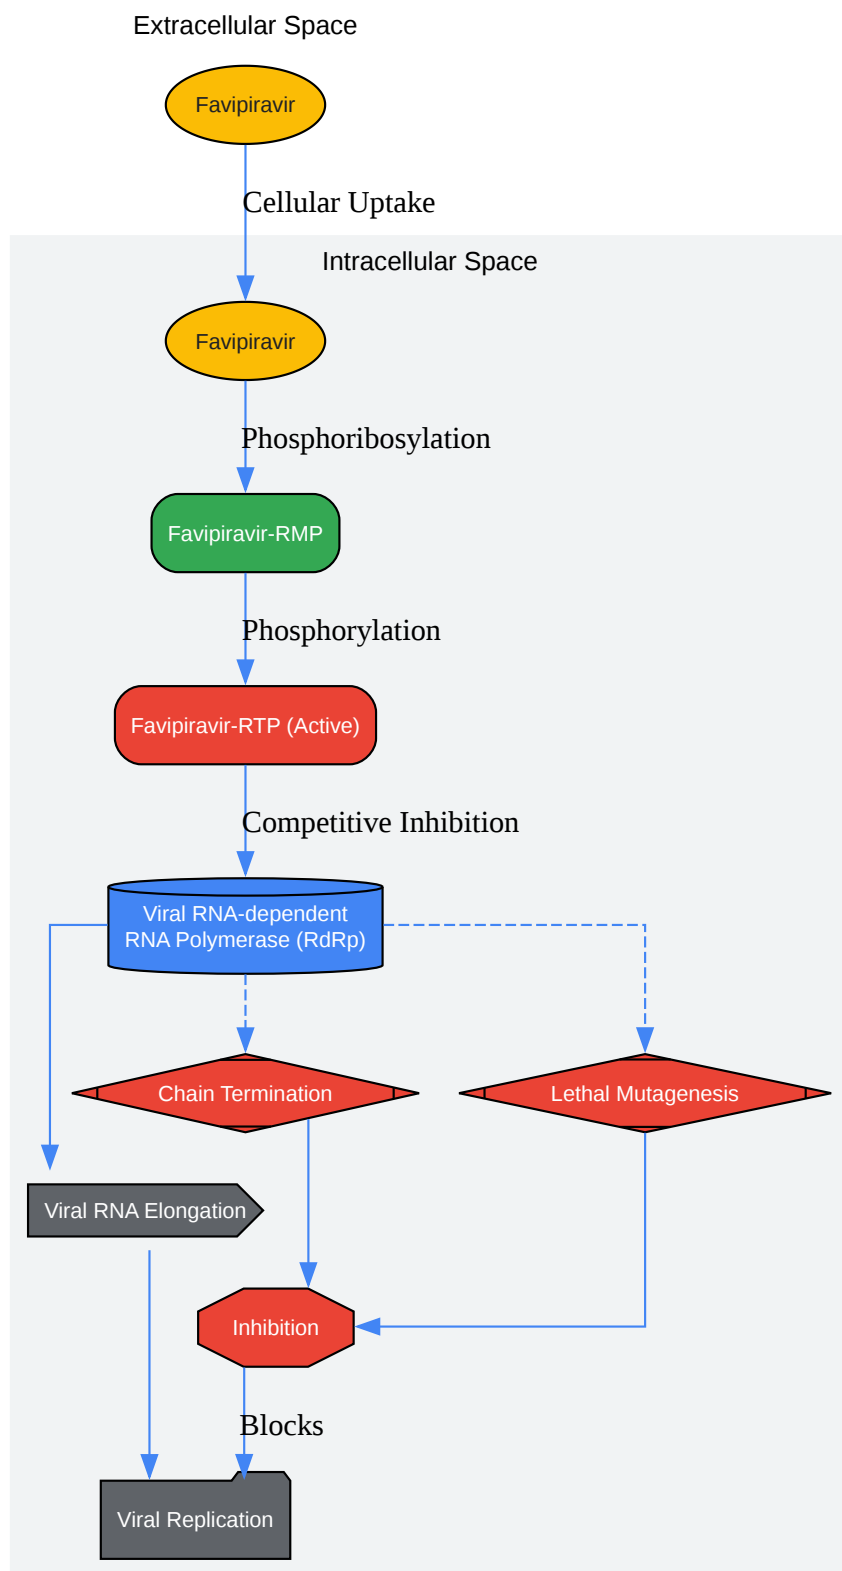 Extracellular Space
Favipiravir
Cellular Uptake
Intracellular Space
Favipiravir
Phosphoribosylation
Favipiravir-RMP
Phosphorylation
Favipiravir-RTP (Active)
Competitive Inhibition
Viral RNA-dependent
RNA Polymerase (RdRp)
Chain Termination
Lethal Mutagenesis
Viral RNA Elongation
Inhibition
Blocks
Viral Replication